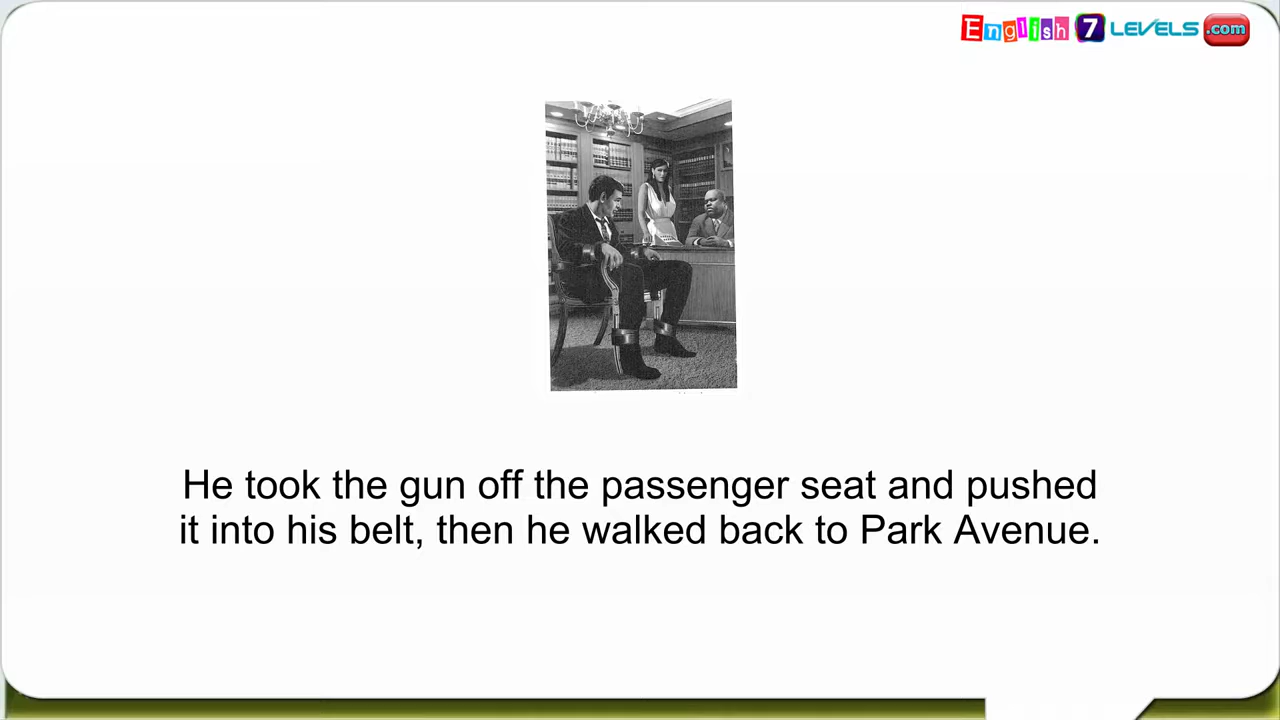 English 7 LEVELS .com
He took the gun off the passenger seat and pushed
it into his belt, then he walked back to Park Avenue.